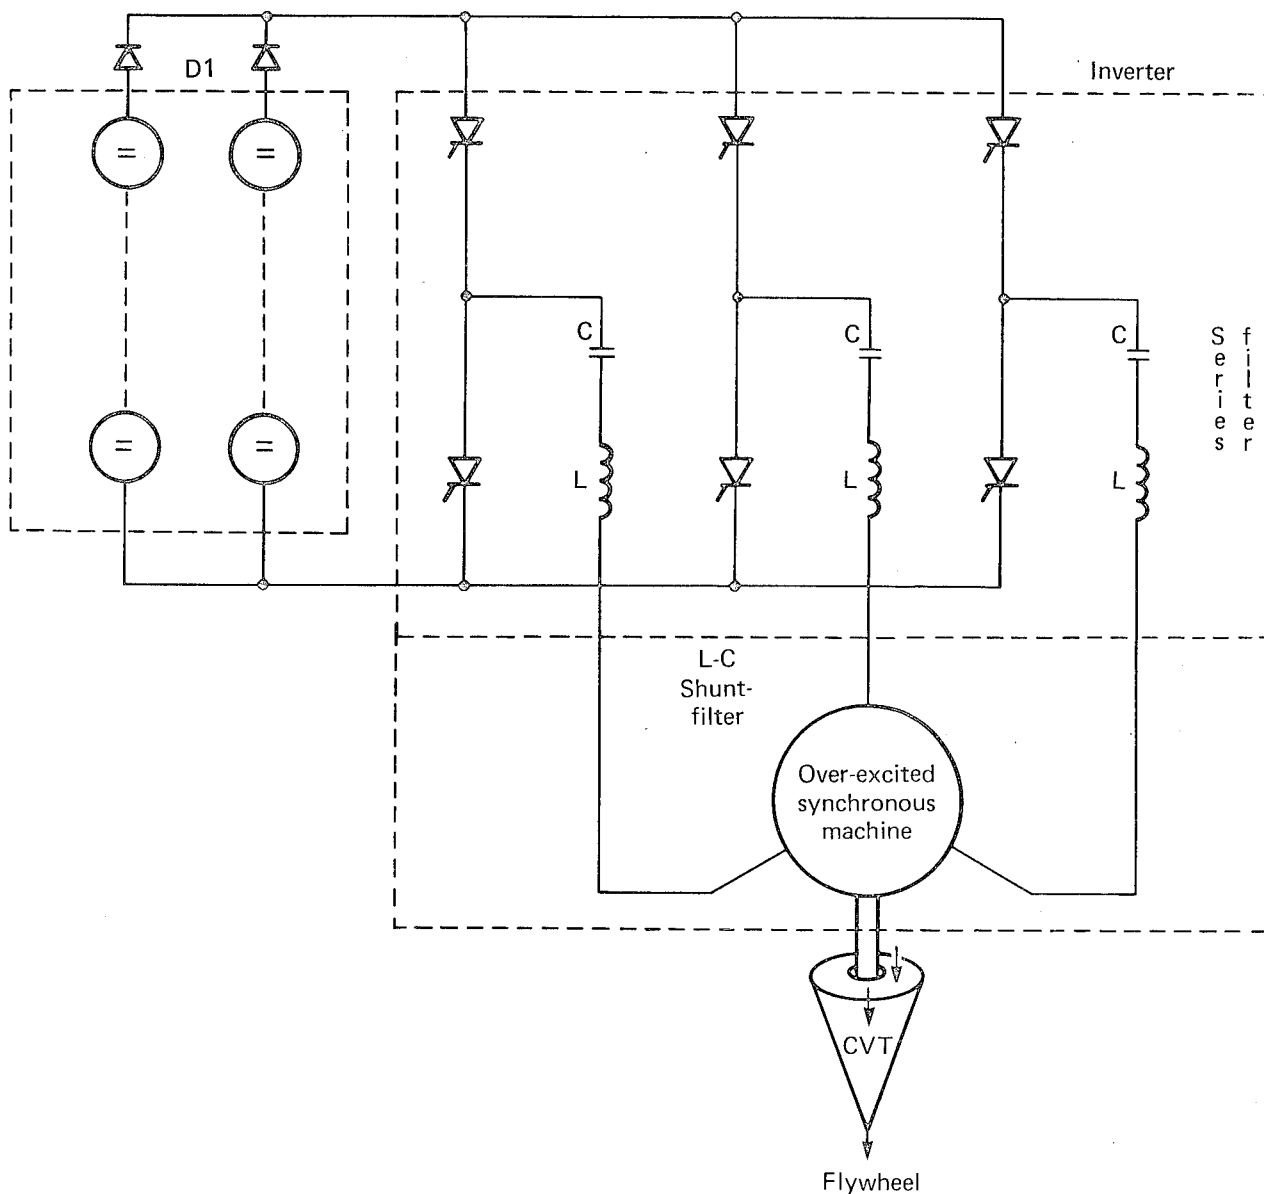 D1
Inverter
=
=
C
C
C
Series
filter
=
=
L
L
L
L-C
Shunt-
filter
Over-excited
synchronous
machine
CVT
Flywheel